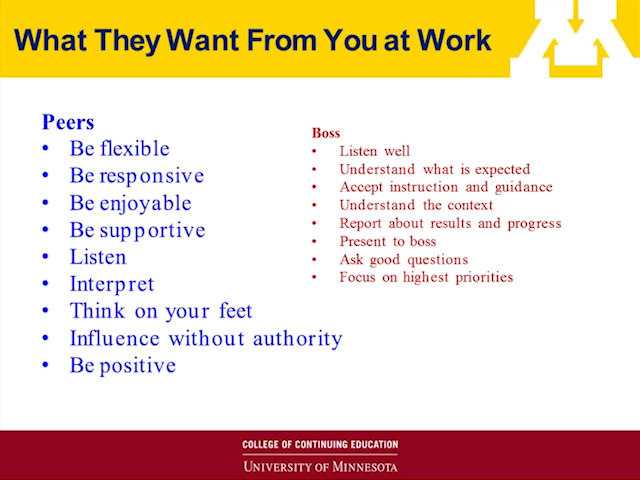 What They Want From You at Work
Peers
• Be flexible
• Be responsive
• Be enjoyable
• Be supportive
• Listen
• Interpret
• Think on your feet
• Influence without authority
• Be positive
Boss
• Listen well
• Understand what is expected
• Accept instruction and guidance
• Understand the context
• Report about results and progress
• Present to boss
• Ask good questions
• Focus on highest priorities
COLLEGE OF CONTINUING EDUCATION
UNIVERSITY OF MINNESOTA